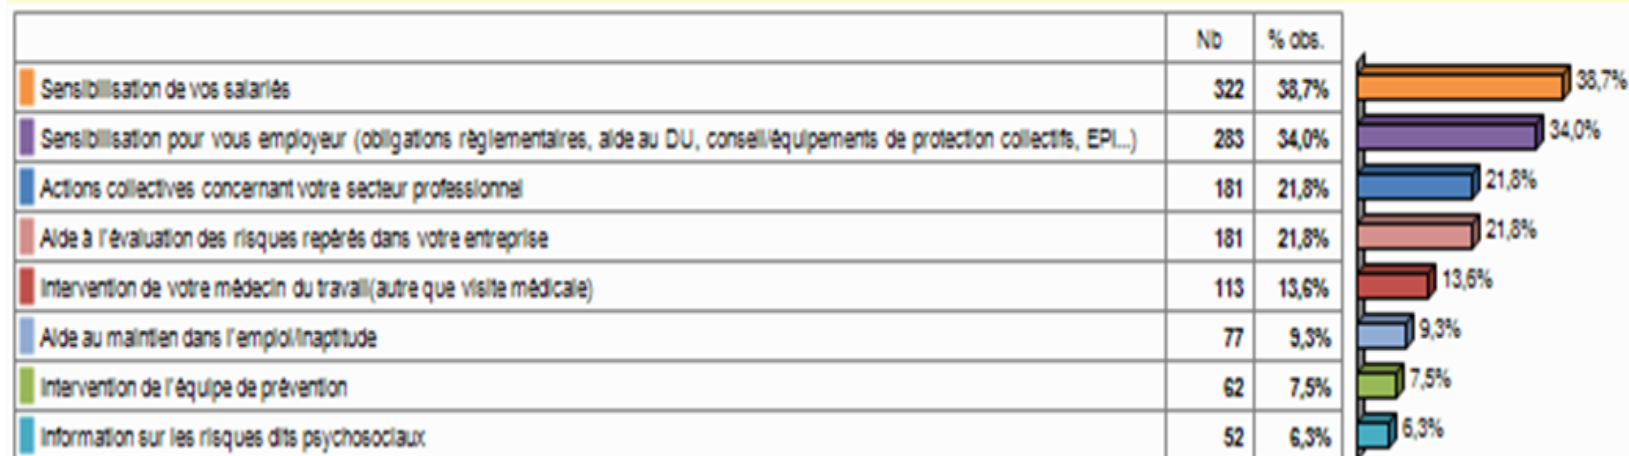 Nb % obs.
Sensibilisation de vos salariés 322 38,7% 38,7%
Sensibilisation pour vous employeur (obligations règlementaires, aide au DU, conseil/équipements de protection collectifs, EPI...) 283 34,0% 34,0%
Actions collectives concernant votre secteur professionnel 181 21,8% 21,8%
Aide à l'évaluation des risques repérés dans votre entreprise 181 21,8% 21,8%
Intervention de votre médecin du travail(autre que visite médicale) 113 13,6% 13,6%
Aide au maintien dans l'emploi/inaptitude 77 9,3% 9,3%
Intervention de l'équipe de prévention 62 7,5% 7,5%
Information sur les risques dits psychosociaux 52 6,3% 6,3%